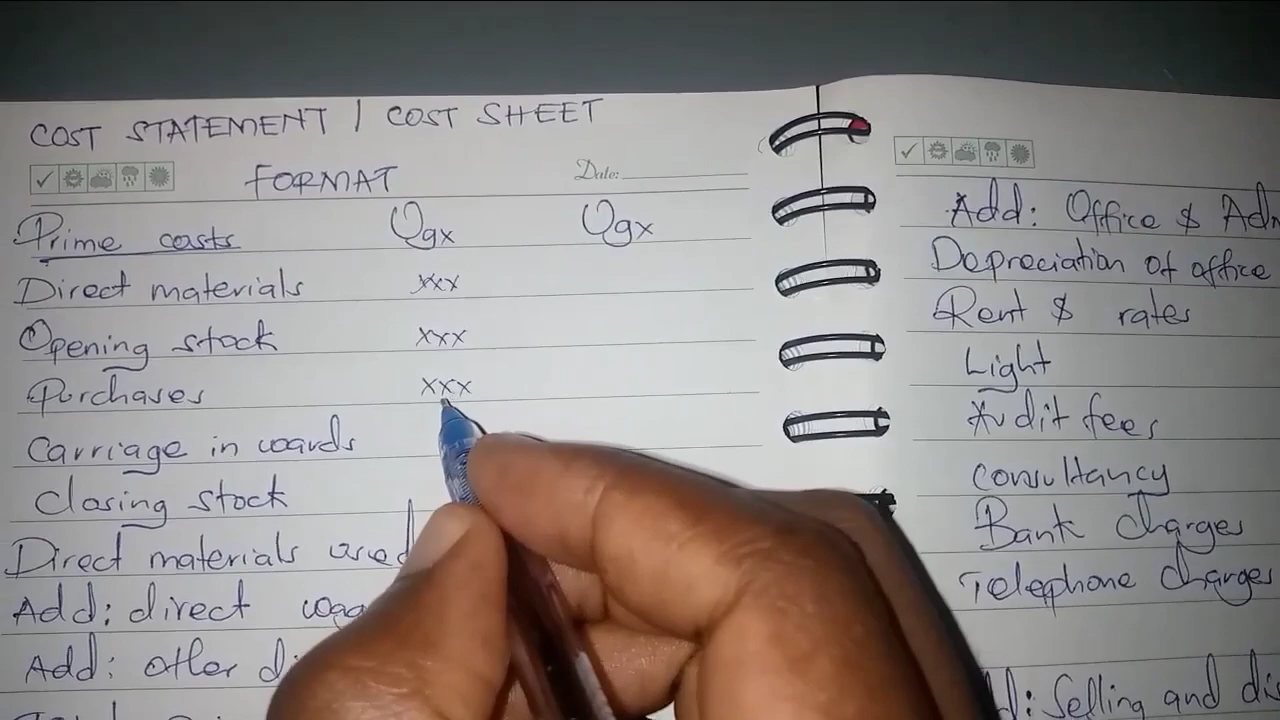 COST STATEMENT / COST SHEET
FORMAT
Date:
Prime costs Ugx Ugx
Direct materials xxx
Opening stock xxx
Purchases xxx
Carriage in wards
Closing stock
Direct materials used
Add: direct
Add: other
Add: Office $ Adm
Depreciation of office
Rent $ rates
Light
Audit fees
Consultancy
Bank charges
Telephone charges
Selling and